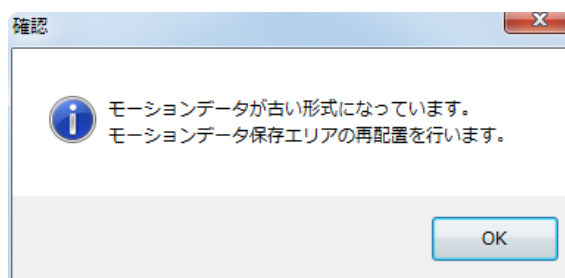 確認
モーションデータが古い形式になっています。
モーションデータ保存エリアの再配置を行います。
OK